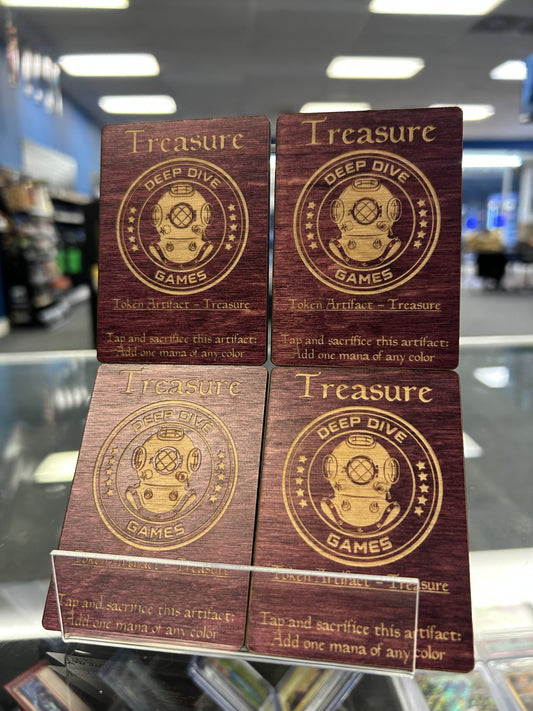 Treasure
DEEP DIVE
GAMES
Token Artifact - Treasure
Tap and sacrifice this artifact:
Add one mana of any color
Treasure
DEEP DIVE
GAMES
Token Artifact - Treasure
Tap and sacrifice this artifact:
Add one mana of any color
Treasure
DEEP DIVE
GAMES
Token Artifact - Treasure
Tap and sacrifice this artifact:
Add one mana of any color
Treasure
DEEP DIVE
GAMES
Token Artifact - Treasure
Tap and sacrifice this artifact:
Add one mana of any color